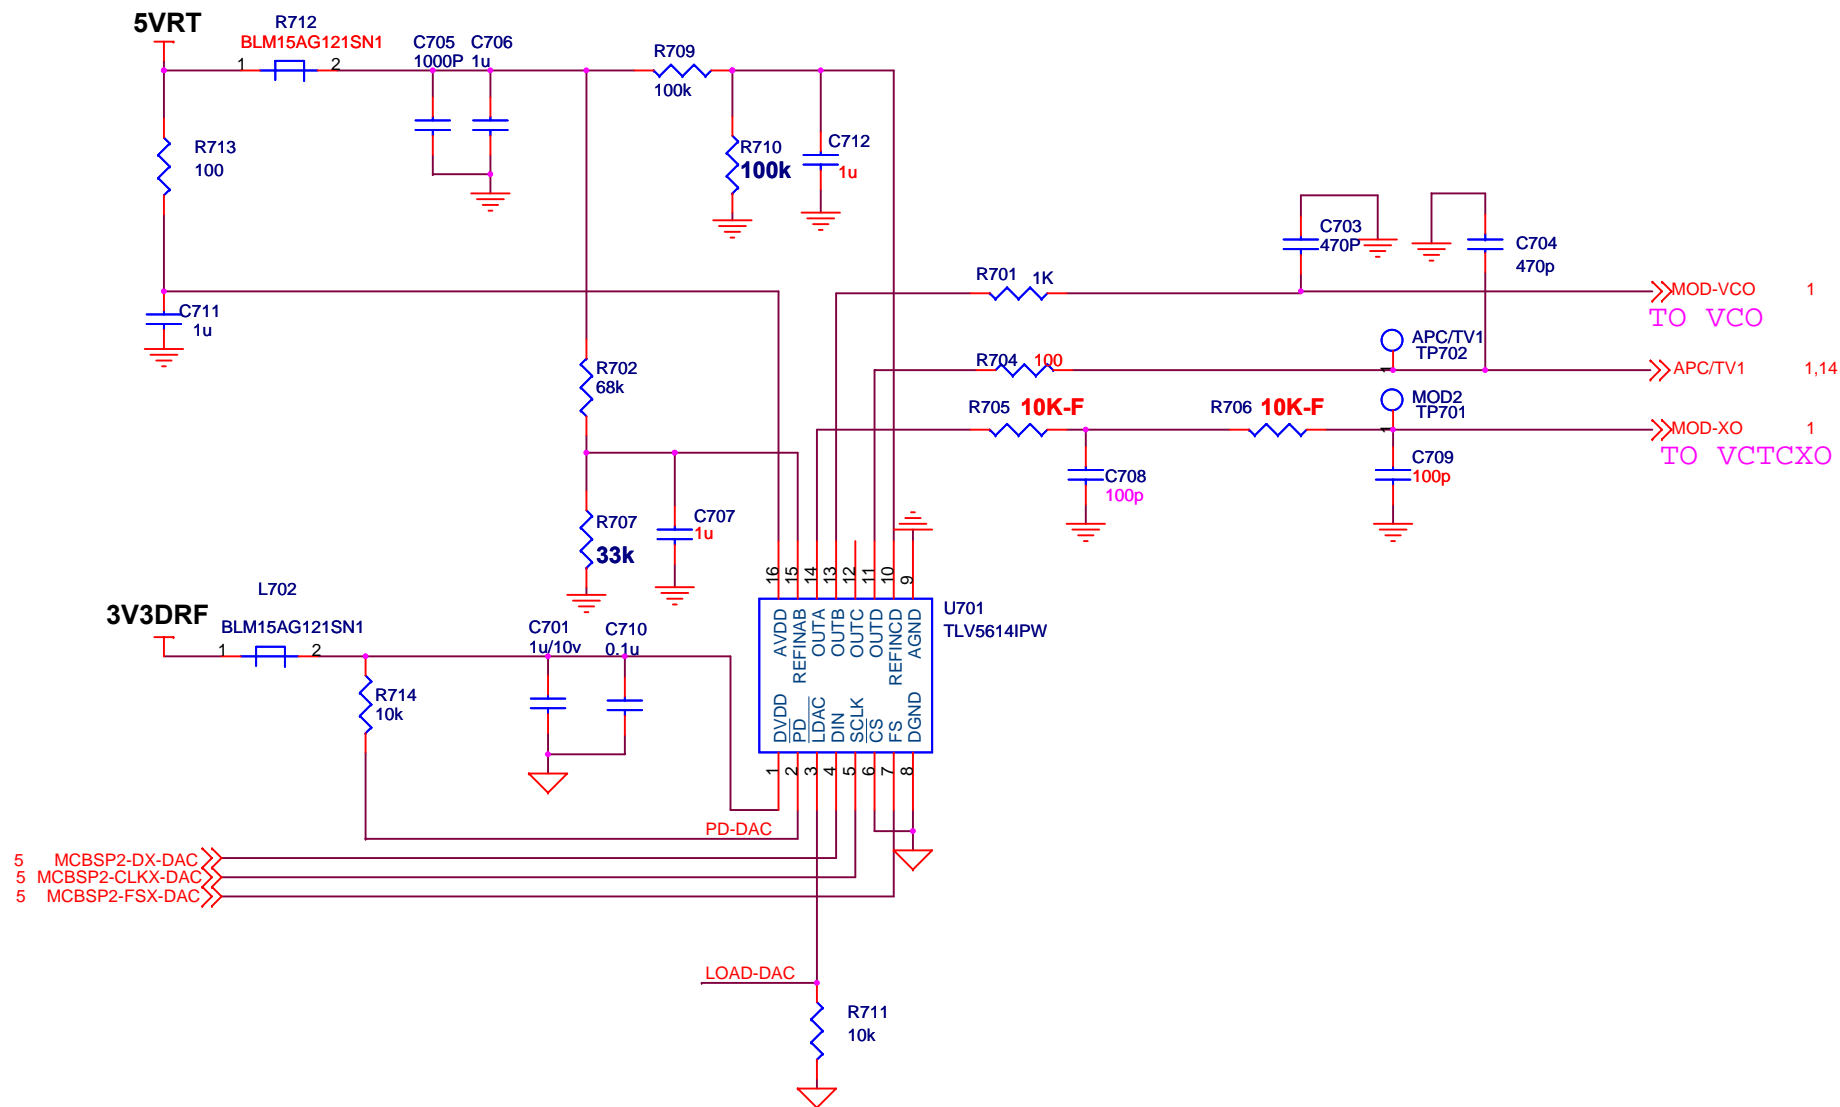 5VRT
R712
BLM15AG121SN1
1
2
C705
1000P
C706
1u
R709
100k
R713
100
R710
100k
C712
1u
C703
470P
C704
470p
R701
1K
MOD-VCO
1
TO VCO
C711
1u
APC/TV1
TP702
1
R704
100
APC/TV1
1,14
R702
68k
MOD2
TP701
1
R705
10K-F
R706
10K-F
MOD-XO
1
TO VCTCXO
C708
100p
C709
100p
R707
33k
C707
1u
16
15
14
13
12
11
10
9
L702
3V3DRF
BLM15AG121SN1
1
2
C701
1u/10v
C710
0.1u
U701
TLV5614IPW
AVDD
REFINAB
OUTA
OUTB
OUTC
OUTD
REFINCD
AGND
DVDD
PD
LDAC
DIN
SCLK
CS
FS
DGND
R714
10k
1
2
3
4
5
6
7
8
PD-DAC
5
MCBSP2-DX-DAC
5
MCBSP2-CLKX-DAC
5
MCBSP2-FSX-DAC
LOAD-DAC
R711
10k